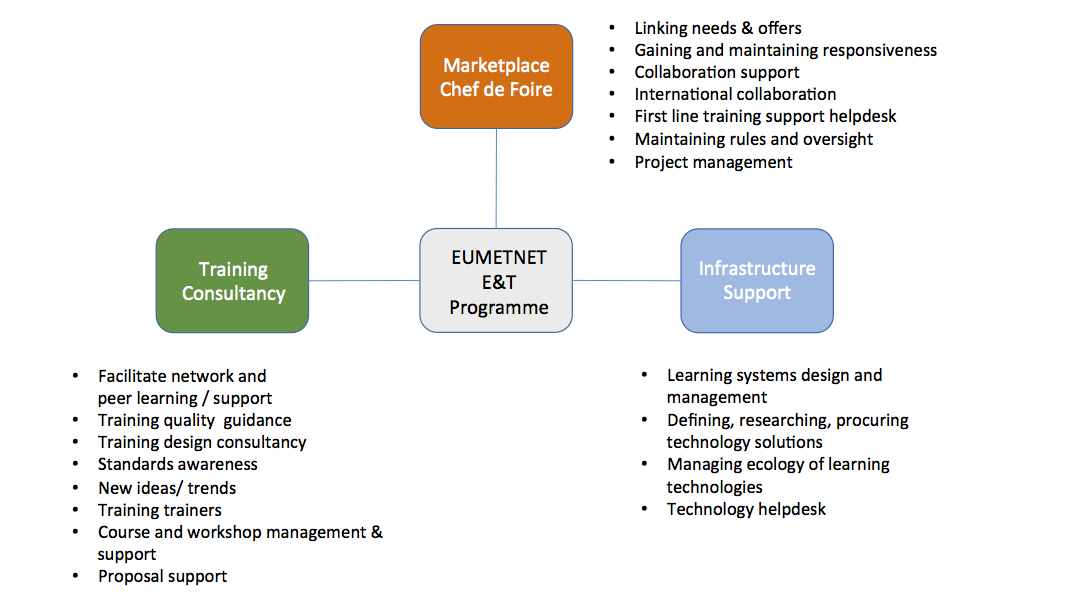 Marketplace
Chef de Foire
• Linking needs & offers
• Gaining and maintaining responsiveness
• Collaboration support
• International collaboration
• First line training support helpdesk
• Maintaining rules and oversight
• Project management
Training
Consultancy
EUMETNET
E&T
Programme
Infrastructure
Support
• Facilitate network and
peer learning / support
• Training quality  guidance
• Training design consultancy
• Standards awareness
• New ideas/ trends
• Training trainers
• Course and workshop management &
support
• Proposal support
• Learning systems design and
management
• Defining, researching, procuring
technology solutions
• Managing ecology of learning
technologies
• Technology helpdesk